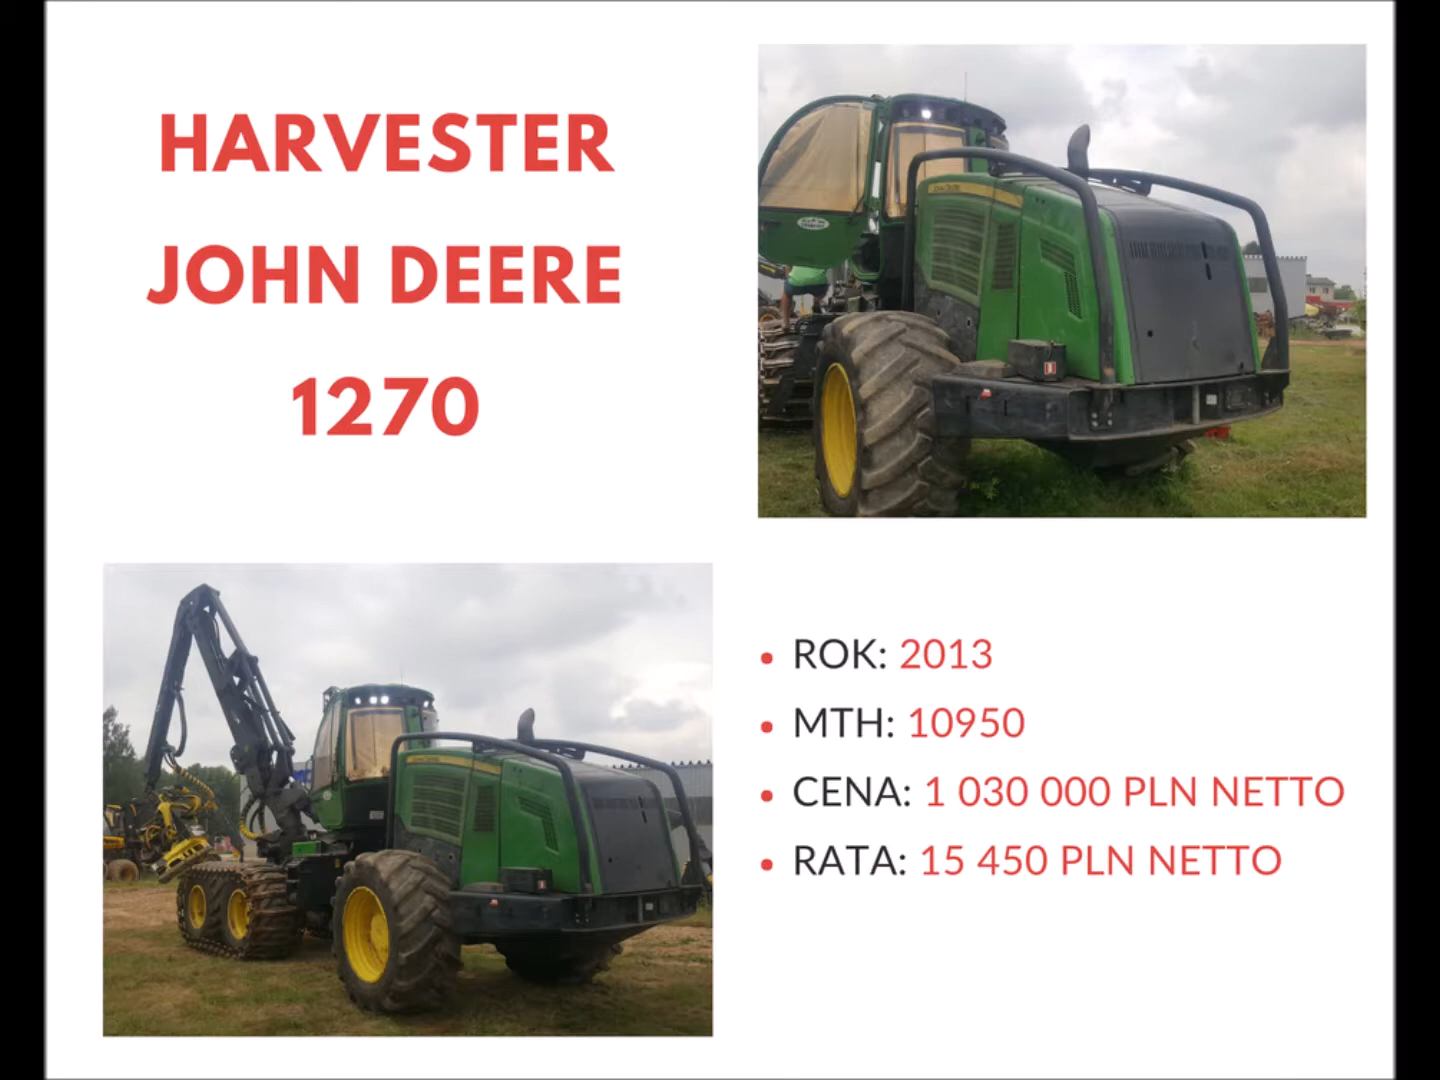 HARVESTER
JOHN DEERE
1270
• ROK: 2013
• MTH: 10950
• CENA: 1 030 000 PLN NETTO
• RATA: 15 450 PLN NETTO